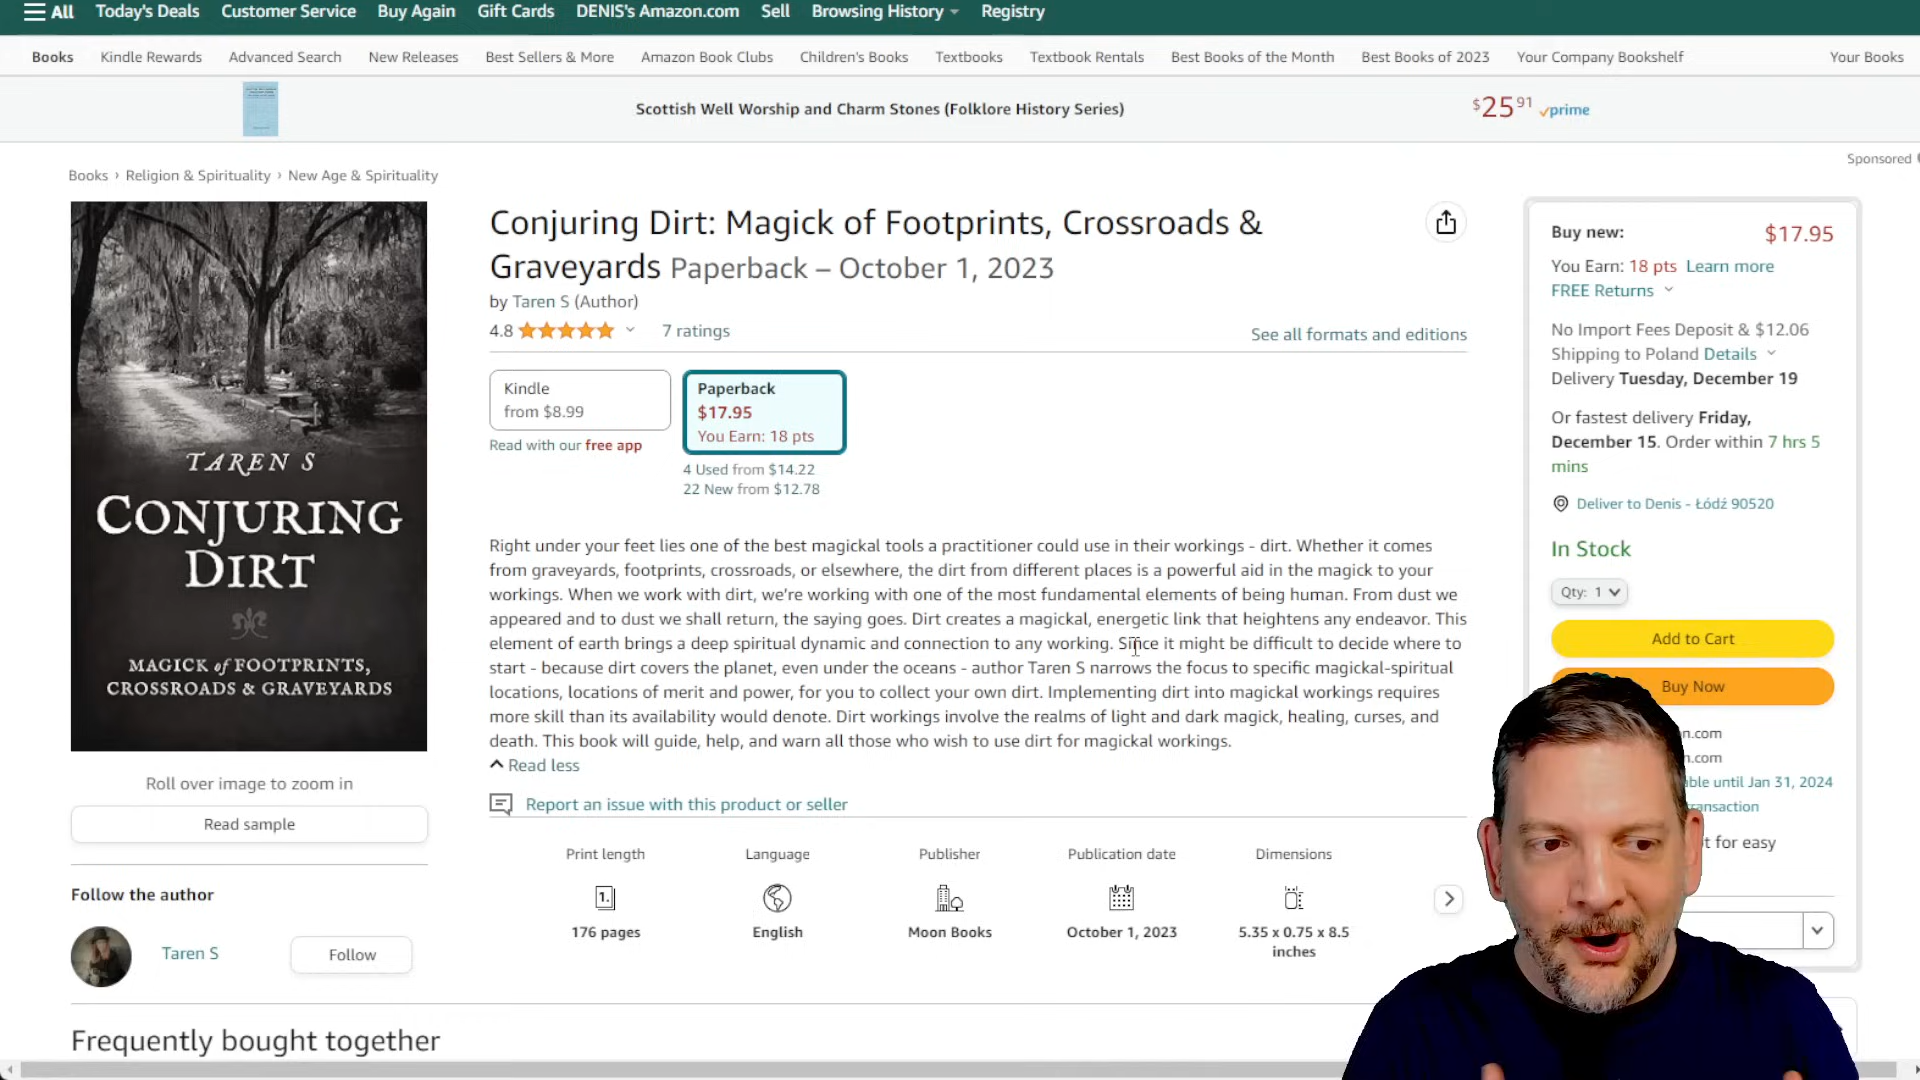 All Today's Deals Customer Service Buy Again Gift Cards DENIS's Amazon.com Sell Browsing History Registry
Books Kindle Rewards Advanced Search New Releases Best Sellers & More Amazon Book Clubs Children's Books Textbooks Textbook Rentals Best Books of the Month Best Books of 2023 Your Company Bookshelf Your Books
Scottish Well Worship and Charm Stones (Folklore History Series) $25 91 prime
Sponsored
Books › Religion & Spirituality › New Age & Spirituality
TAREN S
CONJURING
DIRT
MAGICK of FOOTPRINTS,
CROSSROADS & GRAVEYARDS
Roll over image to zoom in
Read sample
Follow the author
Taren S Follow
Conjuring Dirt: Magick of Footprints, Crossroads &
Graveyards Paperback – October 1, 2023
by Taren S (Author)
4.8 7 ratings
See all formats and editions
Kindle
from $8.99
Read with our free app
Paperback
$17.95
You Earn: 18 pts
4 Used from $14.22
22 New from $12.78
Right under your feet lies one of the best magickal tools a practitioner could use in their workings - dirt. Whether it comes
from graveyards, footprints, crossroads, or elsewhere, the dirt from different places is a powerful aid in the magick to your
workings. When we work with dirt, we're working with one of the most fundamental elements of being human. From dust we
appeared and to dust we shall return, the saying goes. Dirt creates a magickal, energetic link that heightens any endeavor. This
element of earth brings a deep spiritual dynamic and connection to any working. Since it might be difficult to decide where to
start - because dirt covers the planet, even under the oceans - author Taren S narrows the focus to specific magickal-spiritual
locations, locations of merit and power, for you to collect your own dirt. Implementing dirt into magickal workings requires
more skill than its availability would denote. Dirt workings involve the realms of light and dark magick, healing, curses, and
death. This book will guide, help, and warn all those who wish to use dirt for magickal workings.
Read less
Report an issue with this product or seller
Print length Language Publisher Publication date Dimensions
1.
176 pages English Moon Books October 1, 2023 5.35 x 0.75 x 8.5
inches
Buy new: $17.95
You Earn: 18 pts Learn more
FREE Returns
No Import Fees Deposit & $12.06
Shipping to Poland Details
Delivery Tuesday, December 19
Or fastest delivery Friday,
December 15. Order within 7 hrs 5
mins
Deliver to Denis - Łódź 90520
In Stock
Qty: 1
Add to Cart
Buy Now
n.com
n.com
ble until Jan 31, 2024
transaction
t for easy
Frequently bought together